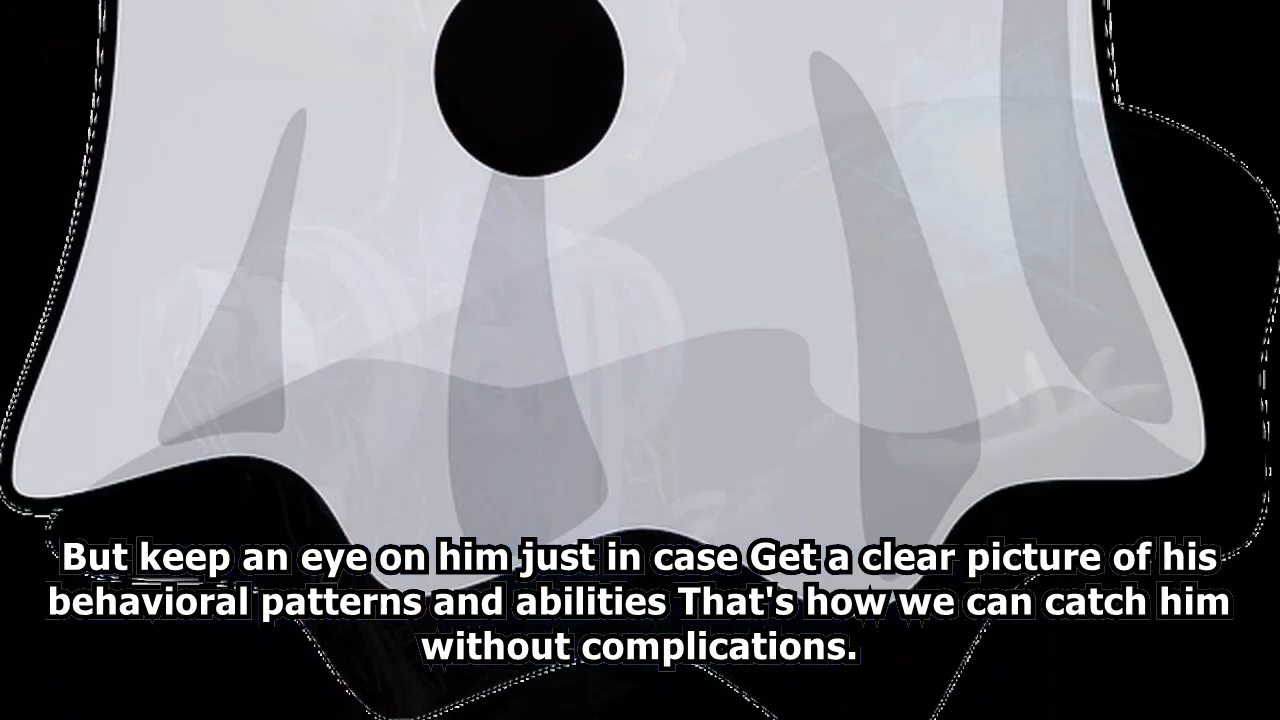 But keep an eye on him just in case Get a clear picture of his
behavioral patterns and abilities That's how we can catch him
without complications.